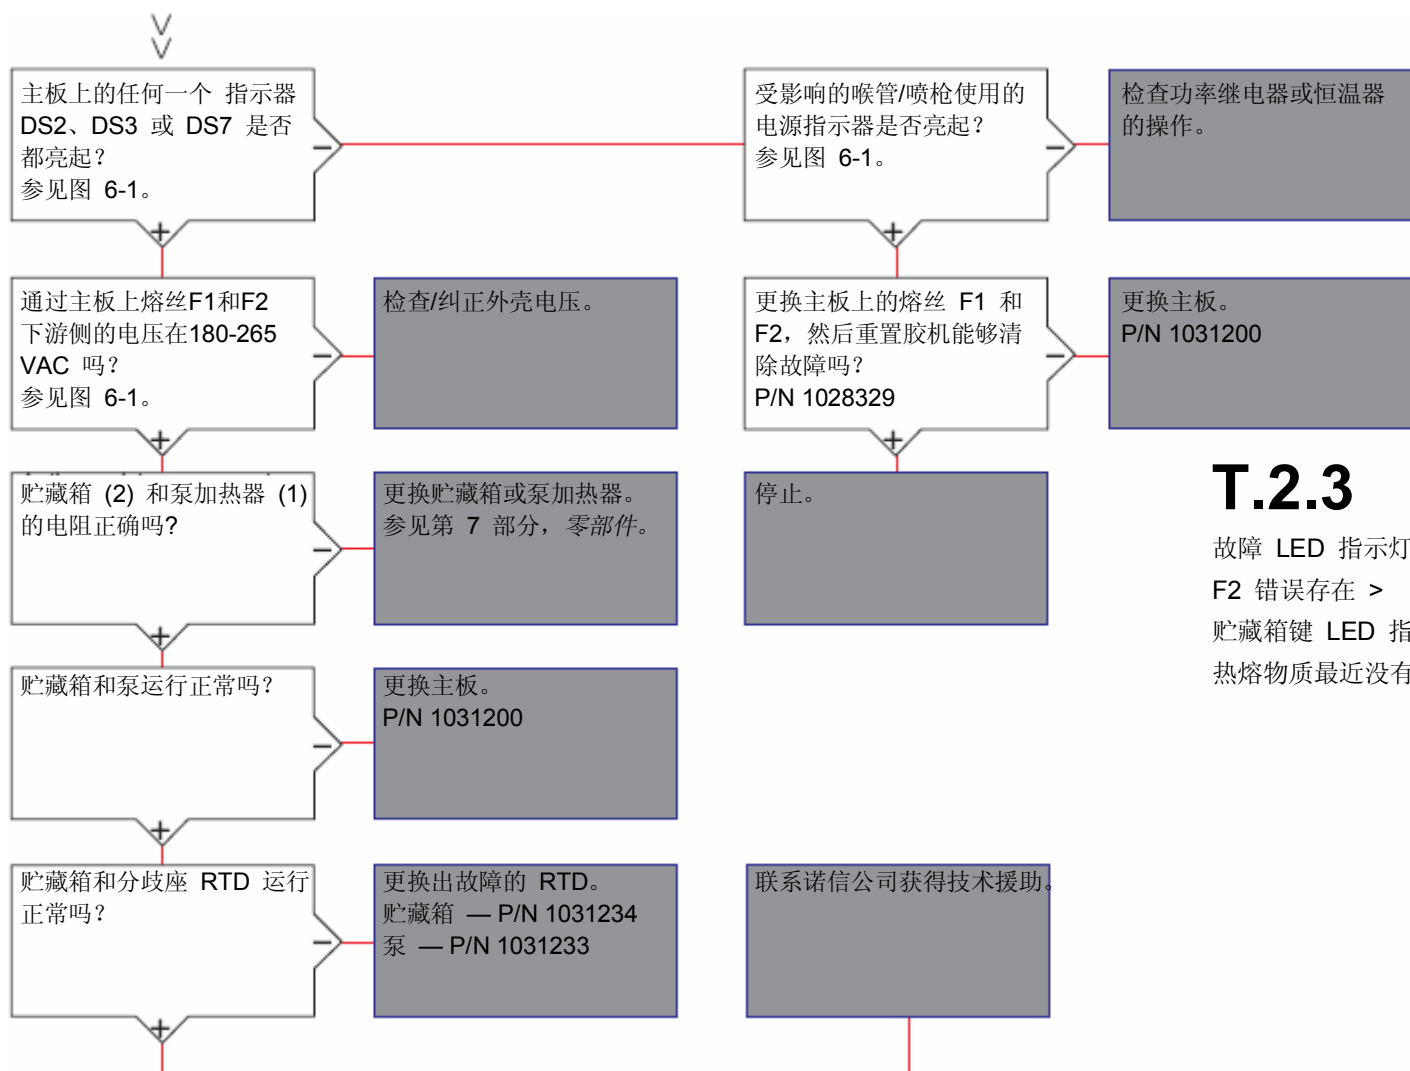 主板上的任何一个 指示器
DS2、DS3 或 DS7 是否
都亮起?
参见图 6-1。
受影响的喉管/喷枪使用的
电源指示器是否亮起?
参见图 6-1。
检查功率继电器或恒温器
的操作。
通过主板上熔丝F1和F2
下游侧的电压在180-265
VAC 吗?
参见图 6-1。
检查/纠正外壳电压。
更换主板上的熔丝 F1 和
F2，然后重置胶机能够清
除故障吗?
P/N 1028329
更换主板。
P/N 1031200
贮藏箱 (2) 和泵加热器 (1)
的电阻正确吗?
更换贮藏箱或泵加热器。
参见第 7 部分，零部件。
停止。
T.2.3
故障 LED 指示灯
F2 错误存在 >
贮藏箱键 LED 指
热熔物质最近没有
贮藏箱和泵运行正常吗?
更换主板。
P/N 1031200
贮藏箱和分歧座 RTD 运行
正常吗?
更换出故障的 RTD。
贮藏箱 — P/N 1031234
泵 — P/N 1031233
联系诺信公司获得技术援助。